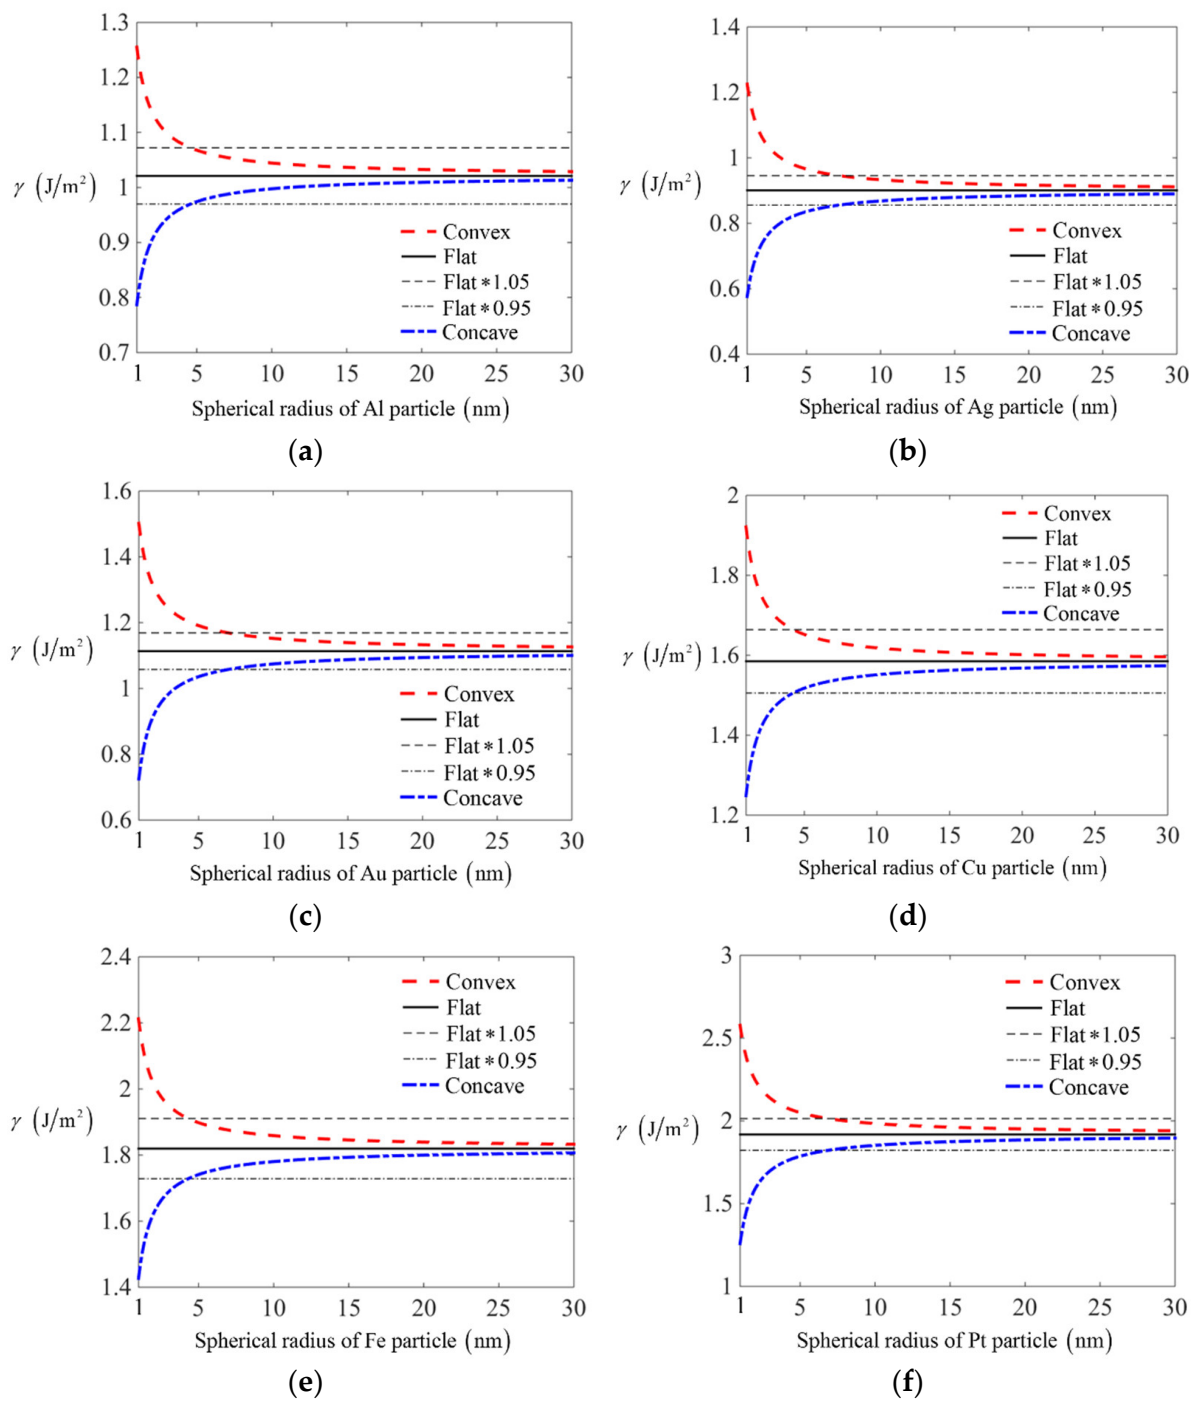 1.3
1.2
1.1
γ (J/m²)
1
0.9
0.8
0.7
Convex
Flat
Flat∗1.05
Flat∗0.95
Concave
1 5 10 15 20 25 30
Spherical radius of Al particle (nm)
(a)
1.4
1.2
1
γ (J/m²)
0.8
0.6
0.4
Convex
Flat
Flat∗1.05
Flat∗0.95
Concave
1 5 10 15 20 25 30
Spherical radius of Ag particle (nm)
(b)
1.6
1.4
1.2
γ (J/m²)
1
0.8
0.6
Convex
Flat
Flat∗1.05
Flat∗0.95
Concave
1 5 10 15 20 25 30
Spherical radius of Au particle (nm)
(c)
2
1.8
1.6
γ (J/m²)
1.4
1.2
Convex
Flat
Flat∗1.05
Flat∗0.95
Concave
1 5 10 15 20 25 30
Spherical radius of Cu particle (nm)
(d)
2.4
2.2
2
γ (J/m²)
1.8
1.6
1.4
Convex
Flat
Flat∗1.05
Flat∗0.95
Concave
1 5 10 15 20 25 30
Spherical radius of Fe particle (nm)
(e)
3
2.5
2
γ (J/m²)
1.5
1
Convex
Flat
Flat∗1.05
Flat∗0.95
Concave
1 5 10 15 20 25 30
Spherical radius of Pt particle (nm)
(f)